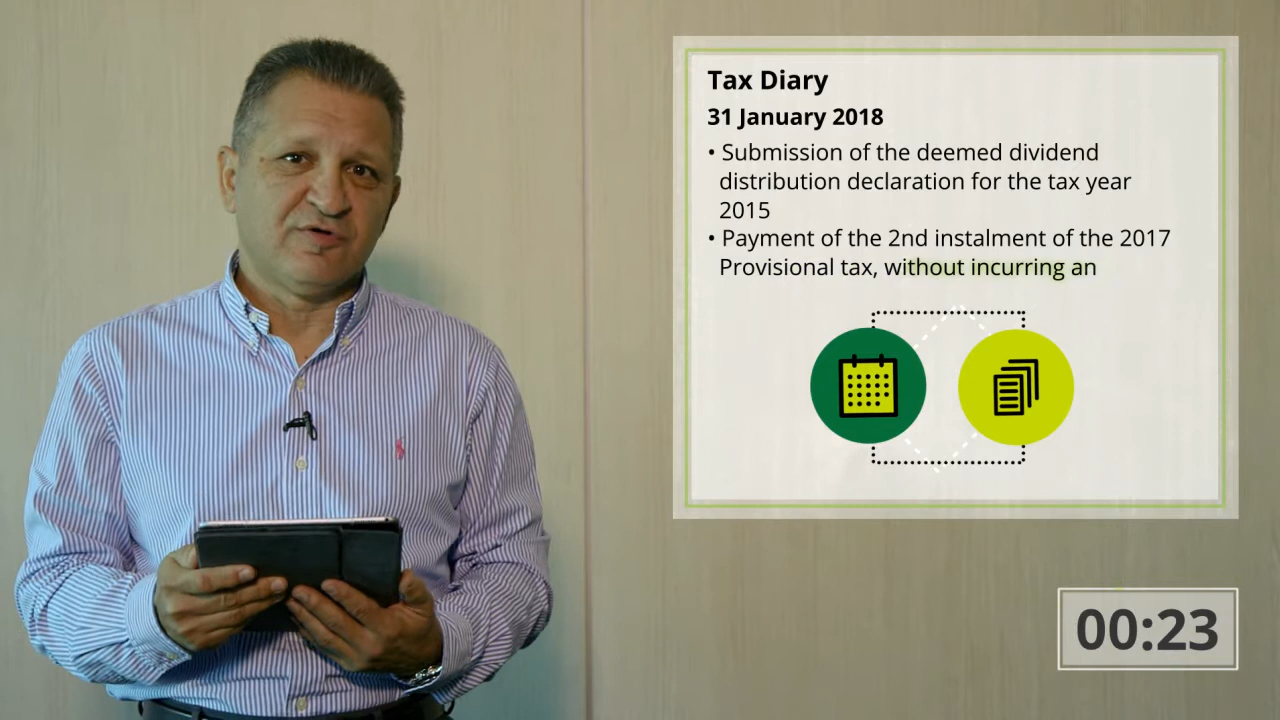 Tax Diary
31 January 2018
• Submission of the deemed dividend
distribution declaration for the tax year
2015
• Payment of the 2nd instalment of the 2017
Provisional tax, without incurring an
00:23